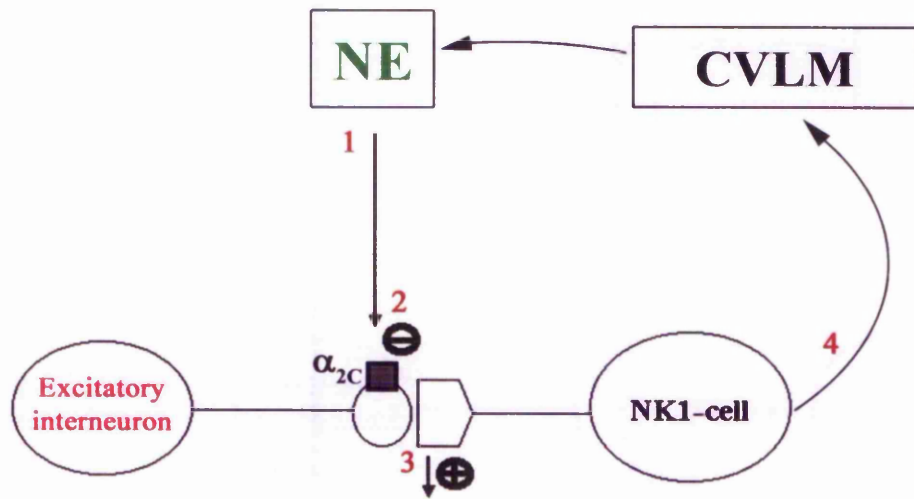 NE
CVLM
1
2
⊖
α2C
4
Excitatory
interneuron
NK1-cell
3
⊕